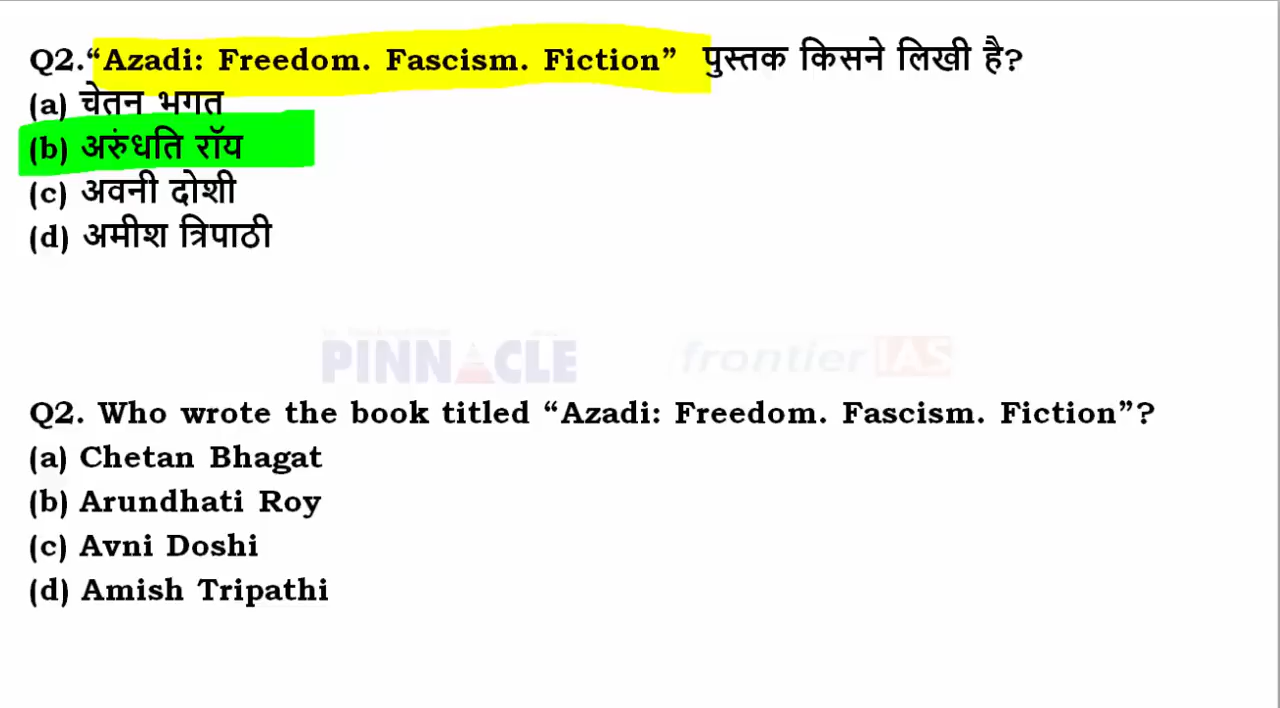 Q2.“Azadi: Freedom. Fascism. Fiction” पुस्तक किसने लिखी है?
(a) चेतन भगत
(b) अरुंधति रॉय
(c) अवनी दोशी
(d) अमीश त्रिपाठी
PINNACLE frontier IAS
Q2. Who wrote the book titled “Azadi: Freedom. Fascism. Fiction”?
(a) Chetan Bhagat
(b) Arundhati Roy
(c) Avni Doshi
(d) Amish Tripathi